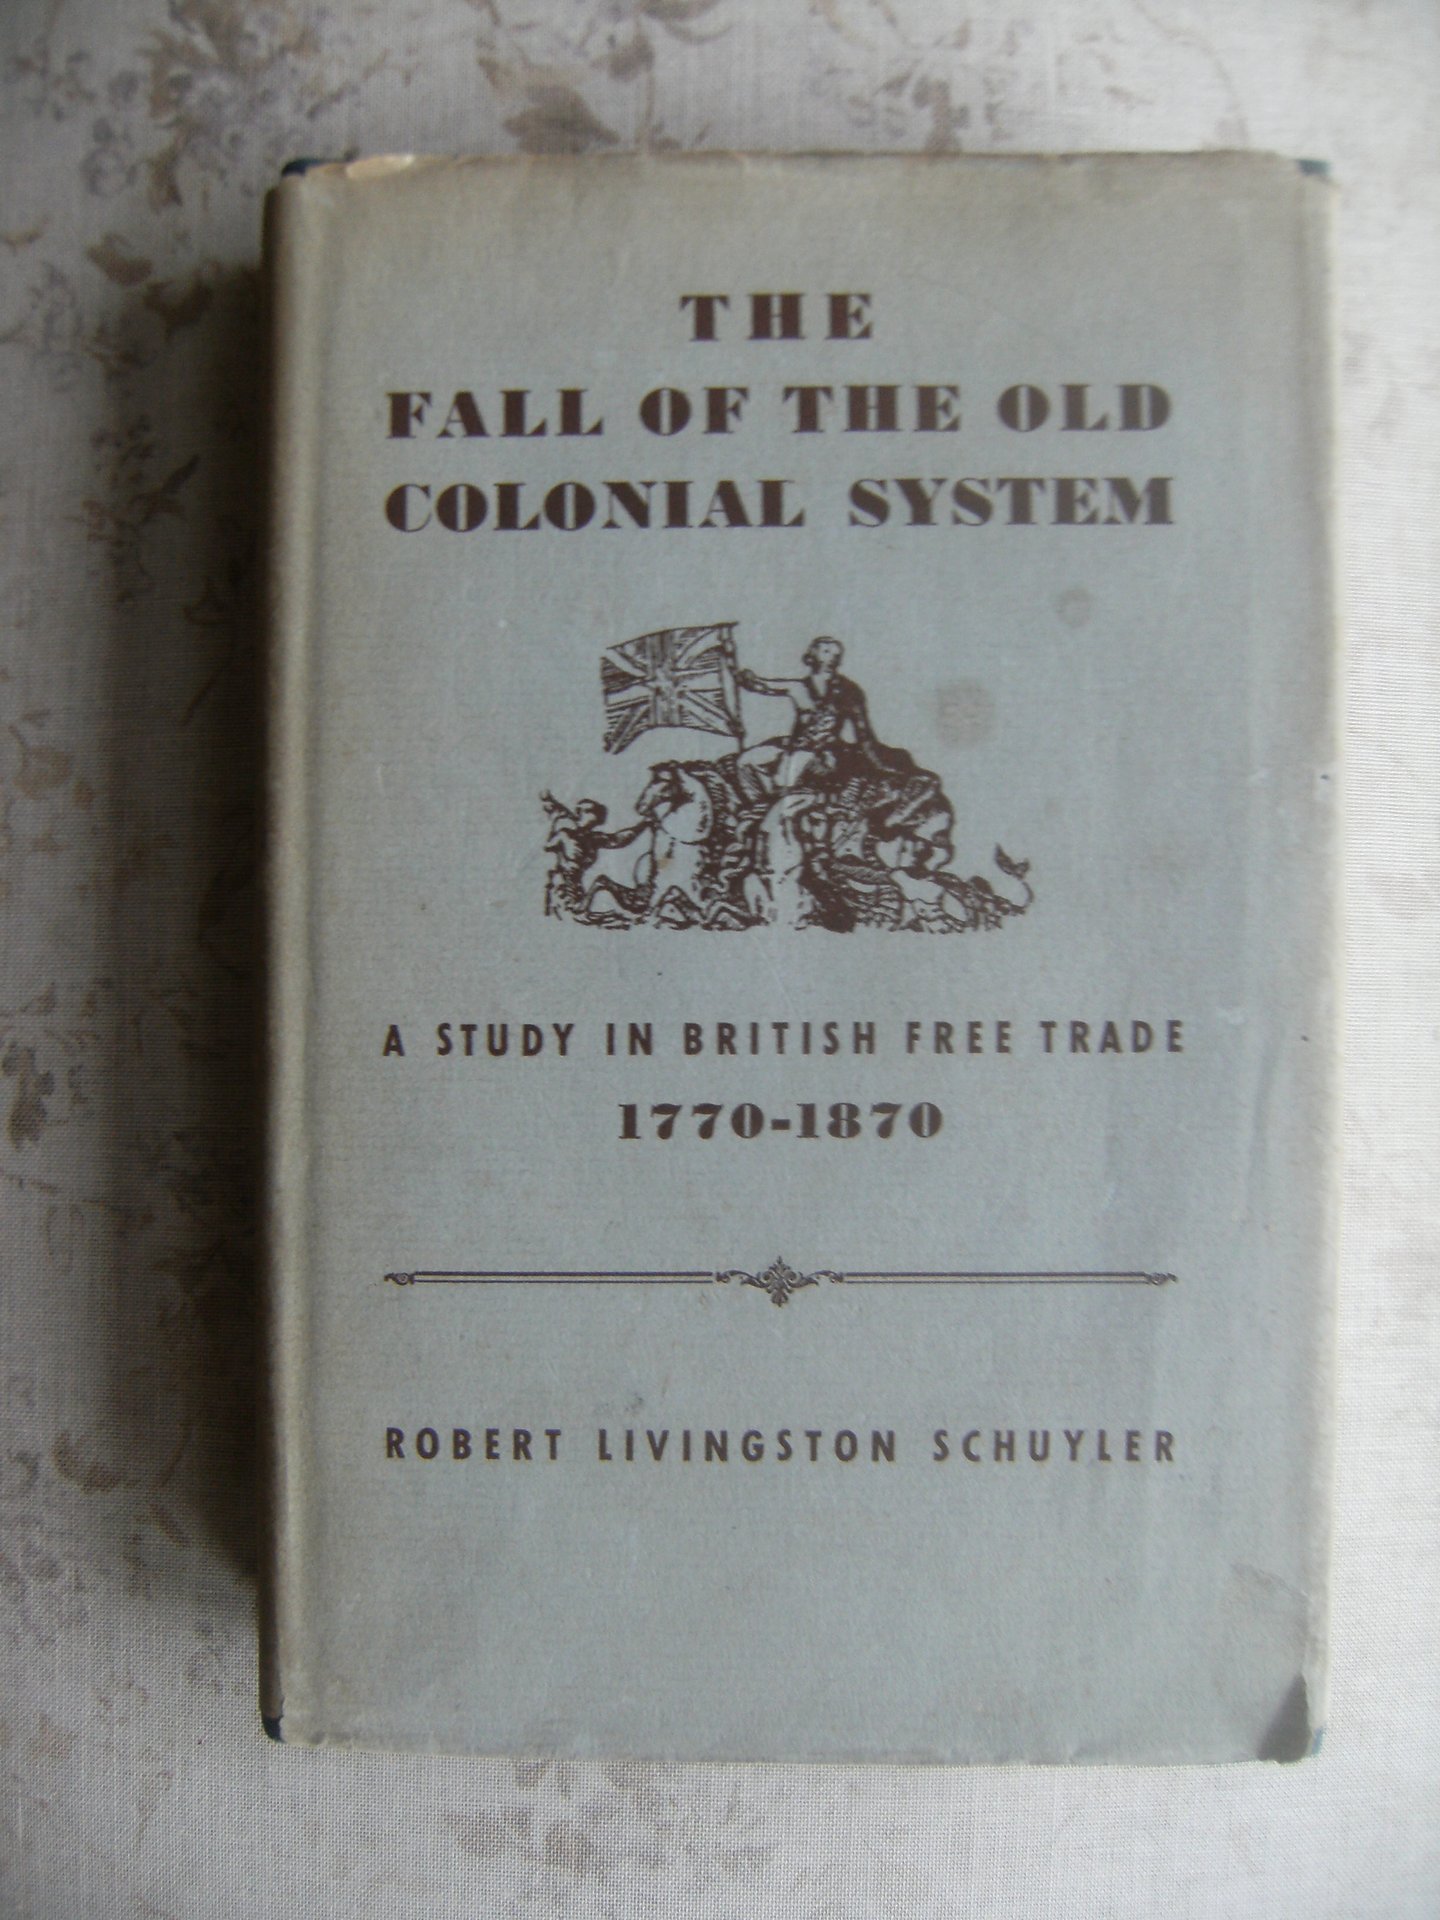 THE
FALL OF THE OLD
COLONIAL SYSTEM
A STUDY IN BRITISH FREE TRADE
1770-1870
ROBERT LIVINGSTON SCHUYLER